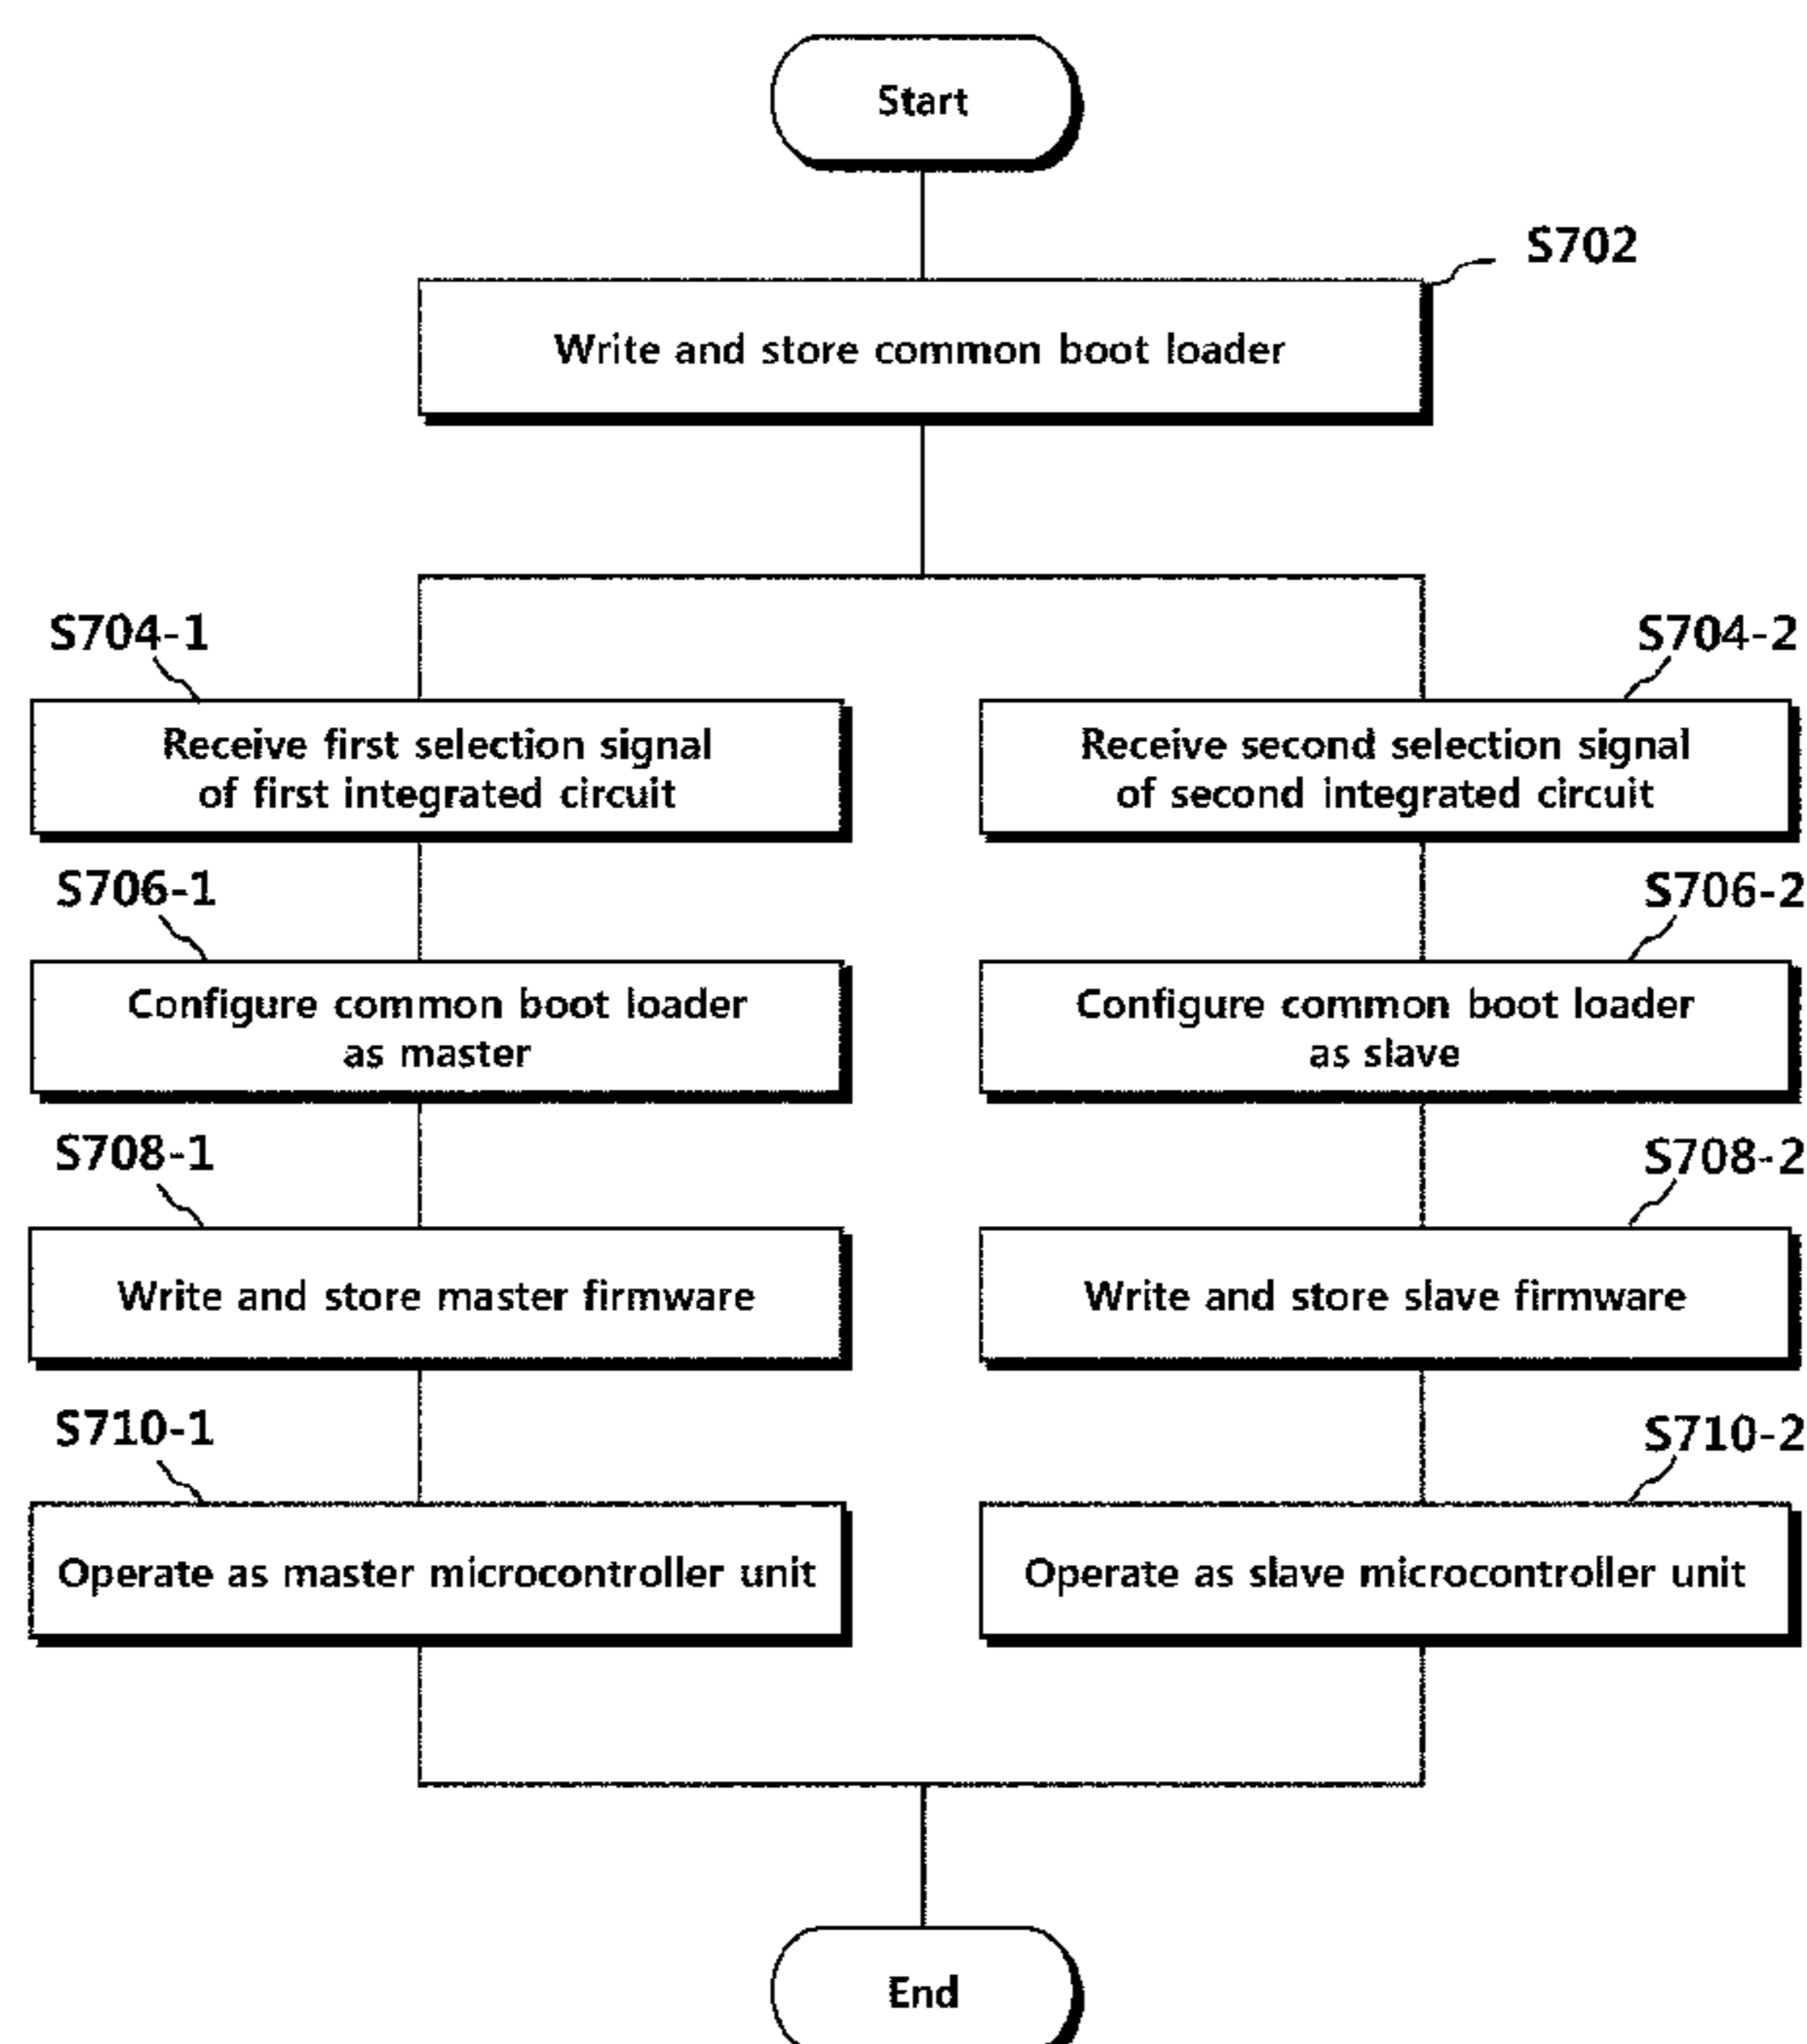 Start
S702
Write and store common boot loader
S704-1
S704-2
Receive first selection signal
of first integrated circuit
Receive second selection signal
of second integrated circuit
S706-1
S706-2
Configure common boot loader
as master
Configure common boot loader
as slave
S708-1
S708-2
Write and store master firmware
Write and store slave firmware
S710-1
S710-2
Operate as master microcontroller unit
Operate as slave microcontroller unit
End